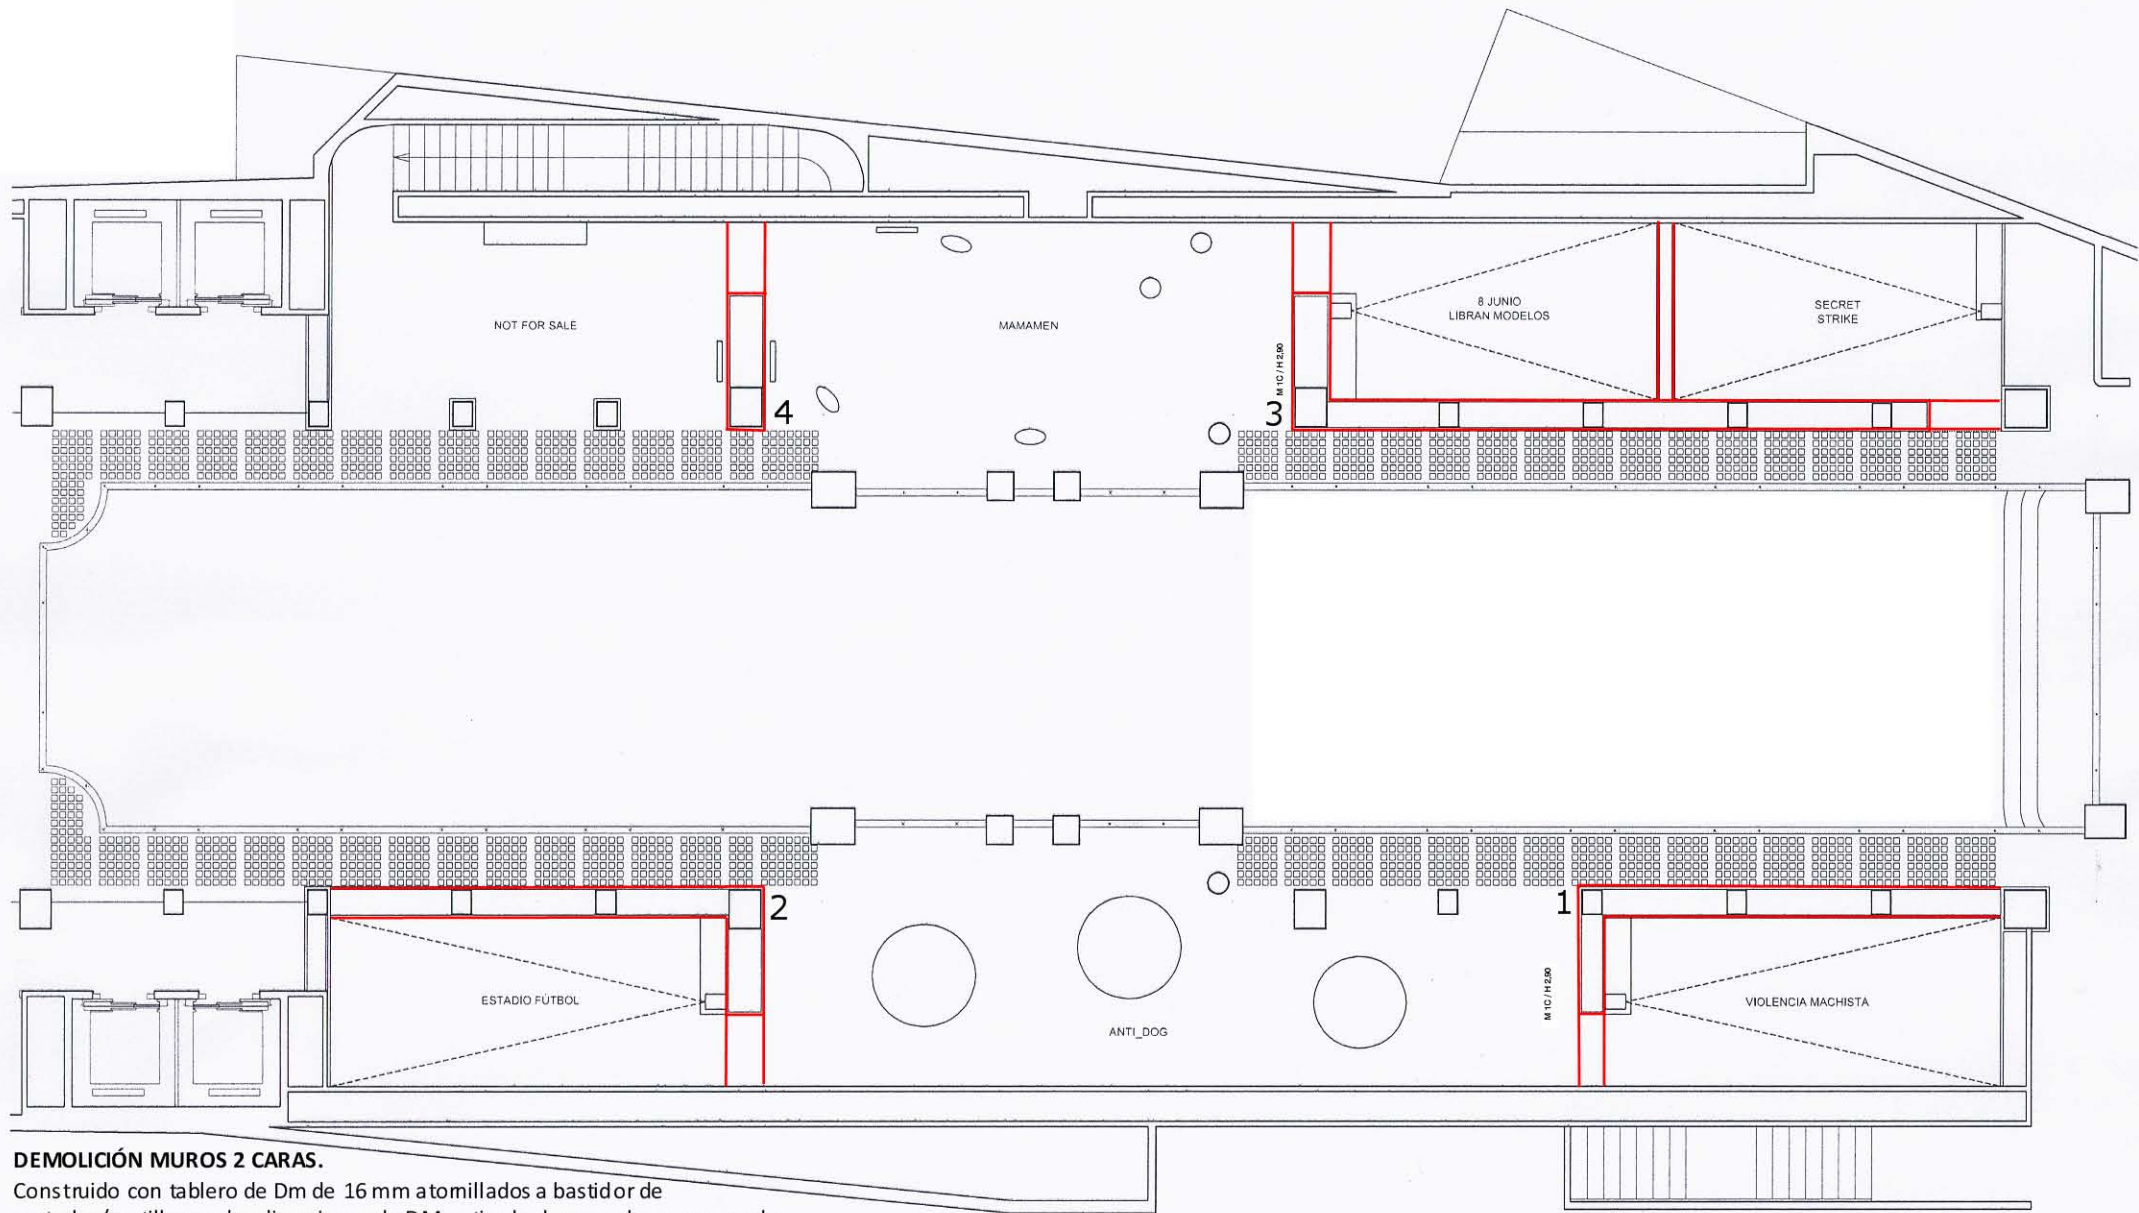 NOT FOR SALE
MAMAMEN
8 JUNIO
LIBRAN MODELOS
SECRET
STRIKE
M 1C / H 2,90
4
3
2
1
ESTADIO FÚTBOL
ANTI_DOG
M 1C / H 2,90
VIOLENCIA MACHISTA
DEMOLICIÓN MUROS 2 CARAS.
Construido con tablero de Dm de 16 mm atornillados a bastidor de